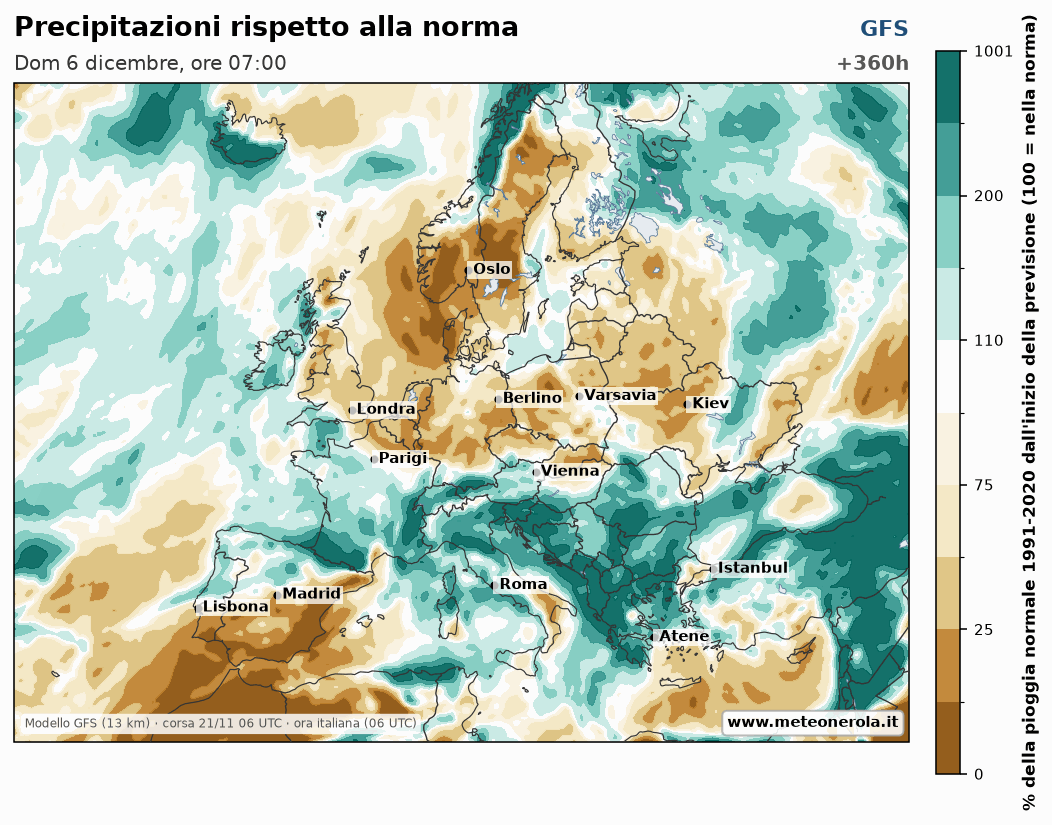 Precipitazioni rispetto alla norma
GFS
Dom 6 dicembre, ore 07:00
+360h
1001
200
110
75
25
0
% della pioggia normale 1991-2020 dall'inizio della previsione (100 = nella norma)
Oslo
Berlino
Varsavia
Kiev
Londra
Parigi
Vienna
Istanbul
Roma
Madrid
Lisbona
Atene
Modello GFS (13 km) · corsa 21/11 06 UTC · ora italiana (06 UTC)
www.meteonerola.it